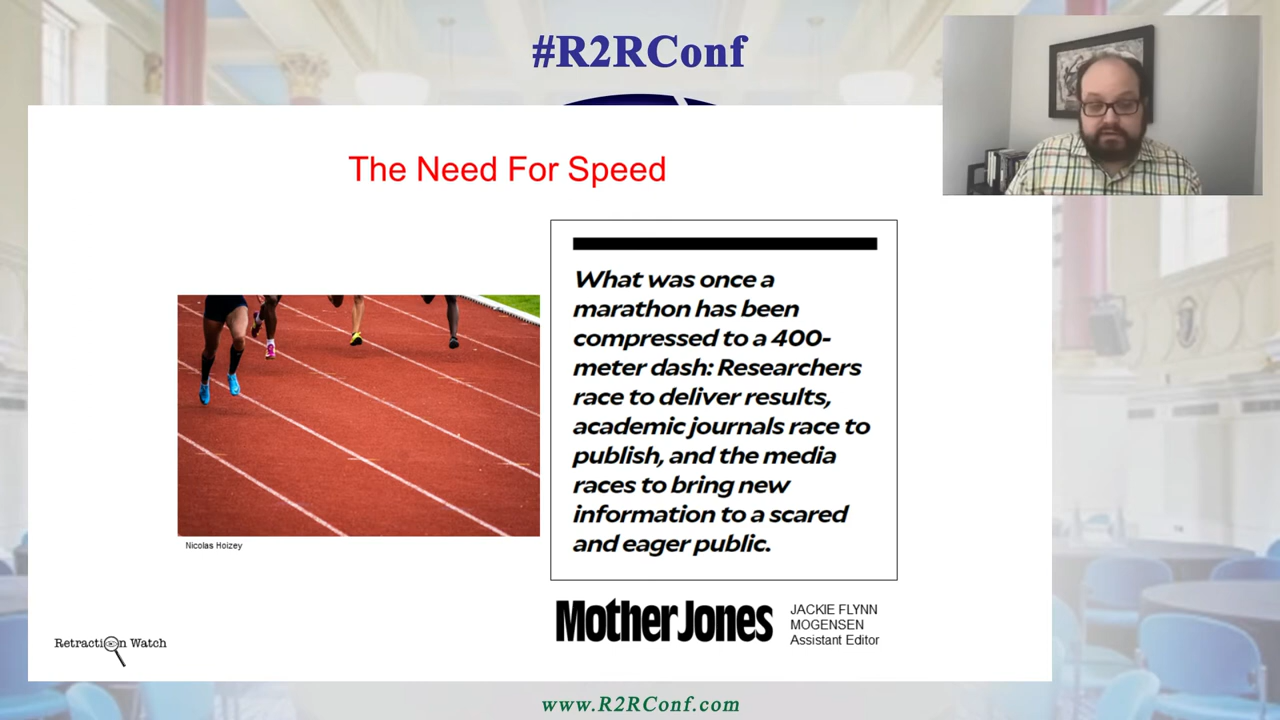 #R2RConf
The Need For Speed
What was once a
marathon has been
compressed to a 400-
meter dash: Researchers
race to deliver results,
academic journals race to
publish, and the media
races to bring new
information to a scared
and eager public.
Nicolas Hoizey
Mother Jones
JACKIE FLYNN
MOGENSEN
Assistant Editor
Retraction Watch
www.R2RConf.com